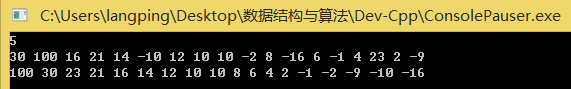 C:\Users\langping\Desktop\数据结构与算法\Dev-Cpp\ConsolePauser.exe
5
30 100 16 21 14 -10 12 10 10 -2 8 -16 6 -1 4 23 2 -9
100 30 23 21 16 14 12 10 10 8 6 4 2 -1 -2 -9 -10 -16